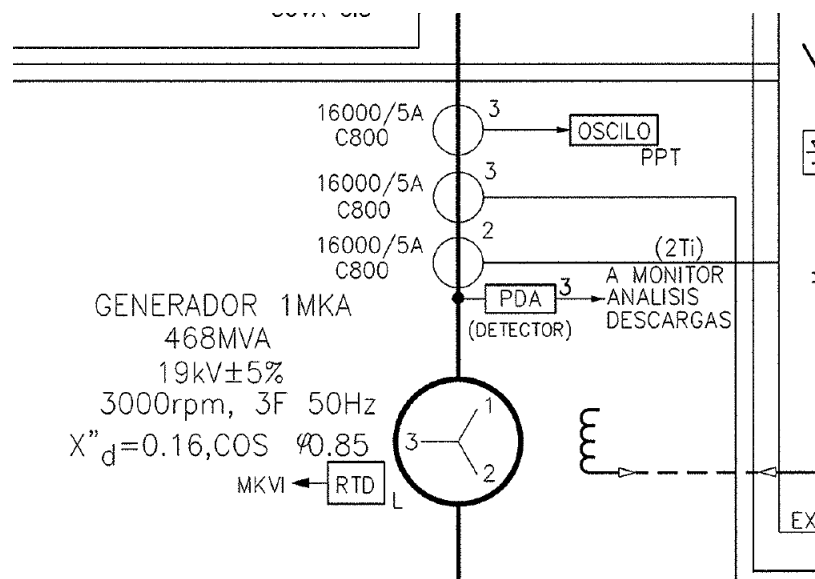 16000/5A
C800
3
OSCILO
PPT
16000/5A
C800
3
16000/5A
C800
2
(2Ti)
PDA
3
(DETECTOR)
A MONITOR
ANALISIS
DESCARGAS
GENERADOR 1MKA
468MVA
19kV±5%
3000rpm, 3F 50Hz
X"d=0.16,COS φ0.85
1
3
2
MKVI
RTD
L
EX